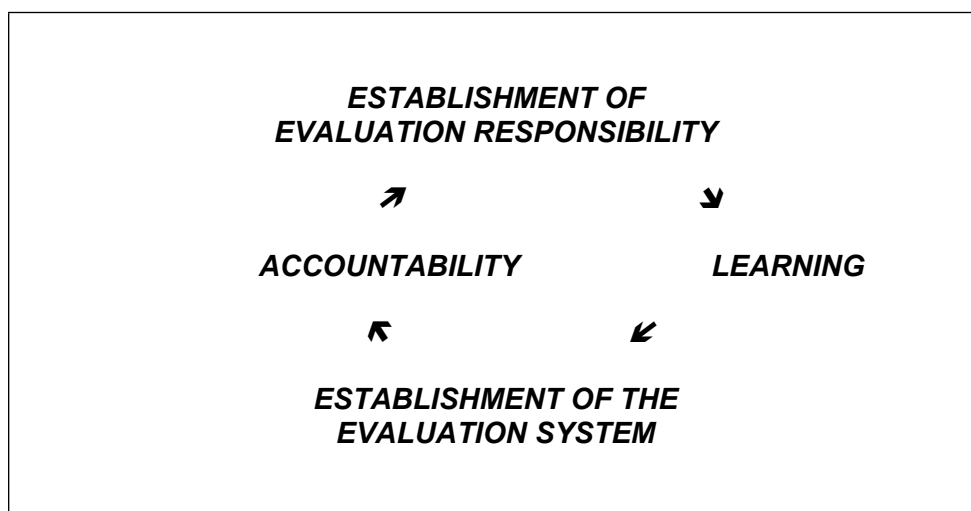 ESTABLISHMENT OF
EVALUATION RESPONSIBILITY
ACCOUNTABILITY LEARNING
ESTABLISHMENT OF THE
EVALUATION SYSTEM